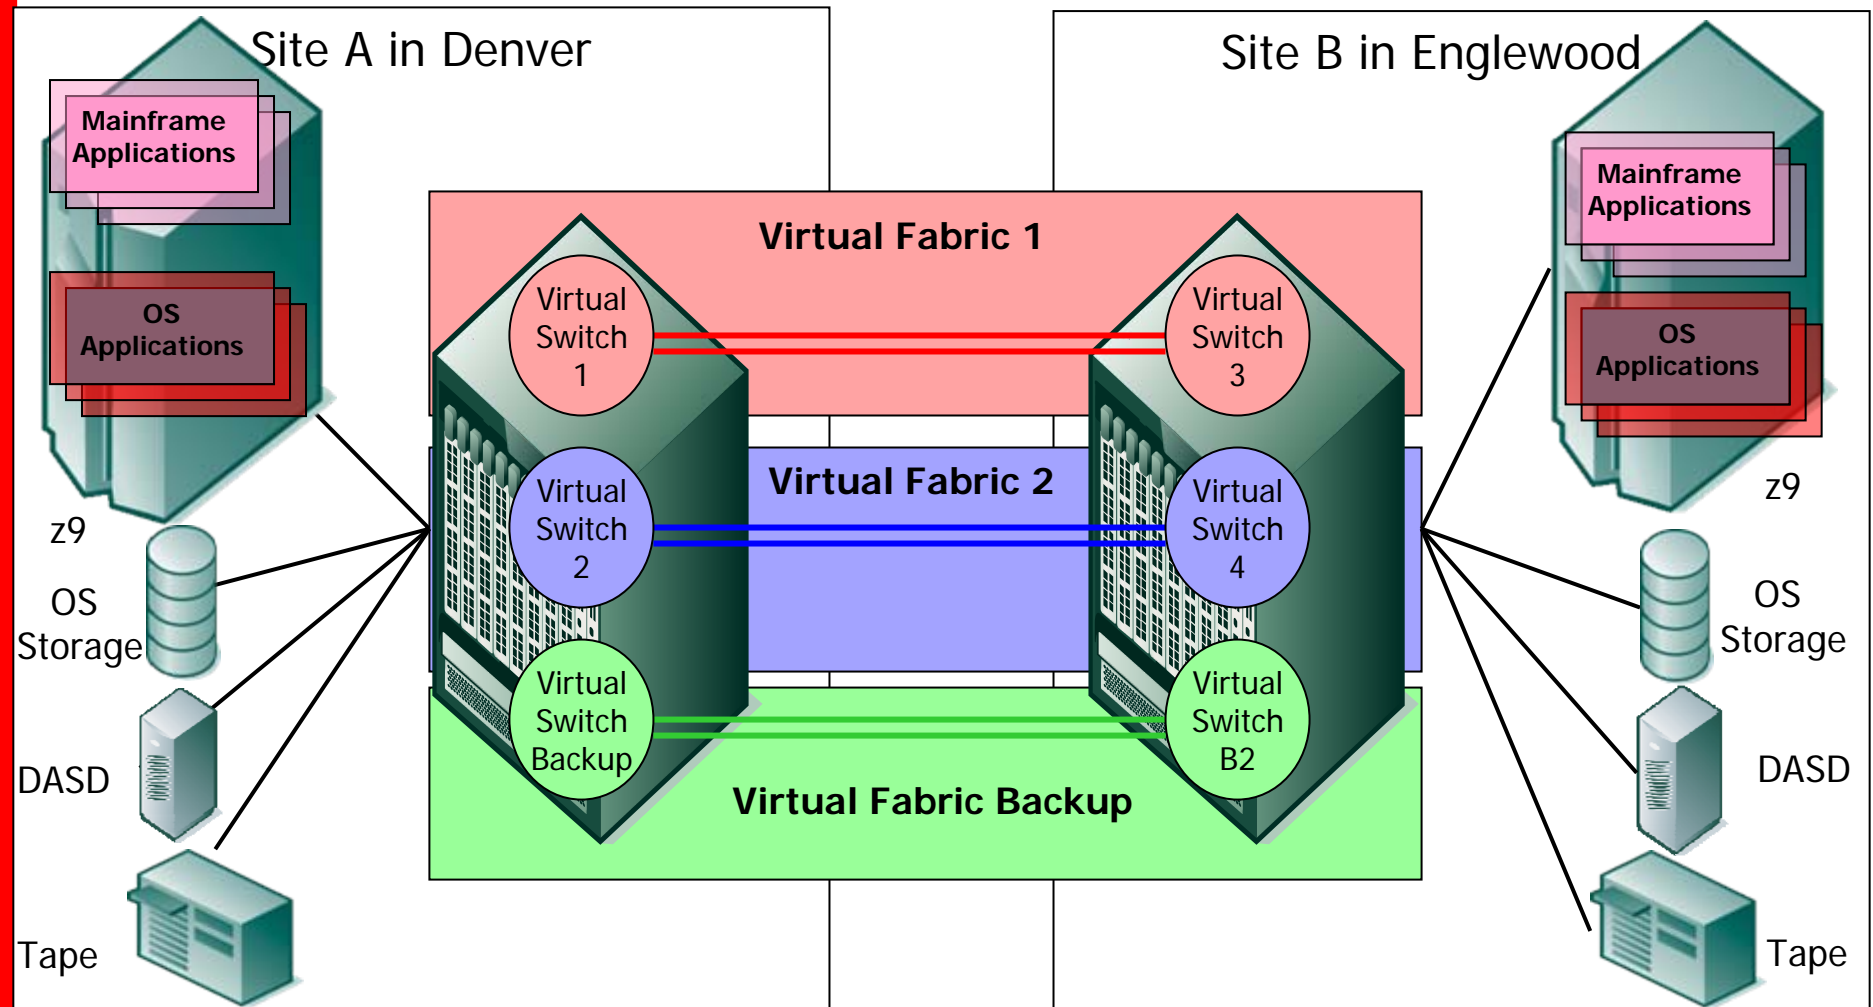 Site A in Denver
Mainframe
Applications
OS
Applications
z9
OS
Storage
DASD
Tape
Virtual Fabric 1
Virtual
Switch
1
Virtual
Switch
3
Virtual Fabric 2
Virtual
Switch
2
Virtual
Switch
4
Virtual
Switch
Backup
Virtual
Switch
B2
Virtual Fabric Backup
Site B in Englewood
Mainframe
Applications
OS
Applications
z9
OS
Storage
DASD
Tape